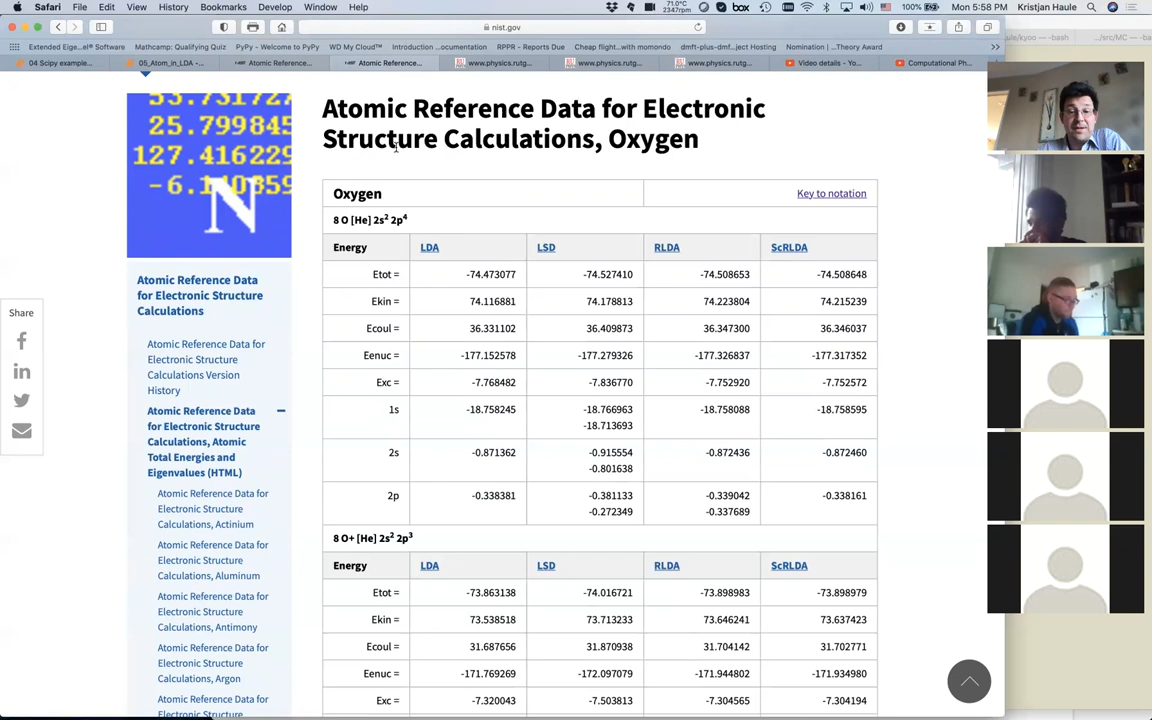 Safari File Edit View History Bookmarks Develop Window Help 71.0°C 2347rpm box 100% Mon 5:58 PM Kristjan Haule
nist.gov
Extended Eige...el® Software Mathcamp: Qualifying Quiz PyPy - Welcome to PyPy WD My Cloud™ Introduction ...ocumentation RPPR - Reports Due Cheap flight...with momondo dmft-plus-dmf...ject Hosting Nomination | ...Theory Award
04 Scipy example... 05_Atom_in_LDA -... Atomic Reference... Atomic Reference... www.physics.rutg... www.physics.rutg... www.physics.rutg... Video details - Yo... Computational Ph...
ule/kyoo — -bash .../src/MC — -bash
25.799845
127.416229
N
Atomic Reference Data for Electronic
Structure Calculations, Oxygen
Oxygen Key to notation
8 O [He] 2s² 2p⁴
Energy LDA LSD RLDA ScRLDA
Etot = -74.473077 -74.527410 -74.508653 -74.508648
Ekin = 74.116881 74.178813 74.223804 74.215239
Ecoul = 36.331102 36.409873 36.347300 36.346037
Eenuc = -177.152578 -177.279326 -177.326837 -177.317352
Exc = -7.768482 -7.836770 -7.752920 -7.752572
1s -18.758245 -18.766963 -18.758088 -18.758595
-18.713693
2s -0.871362 -0.915554 -0.872436 -0.872460
-0.801638
2p -0.338381 -0.381133 -0.339042 -0.338161
-0.272349 -0.337689
8 O+ [He] 2s² 2p³
Energy LDA LSD RLDA ScRLDA
Etot = -73.863138 -74.016721 -73.898983 -73.898979
Ekin = 73.538518 73.713233 73.646241 73.637423
Ecoul = 31.687656 31.870938 31.704142 31.702771
Eenuc = -171.769269 -172.097079 -171.944802 -171.934980
Exc = -7.320043 -7.503813 -7.304565 -7.304194
Share
Atomic Reference Data
for Electronic Structure
Calculations
Atomic Reference Data for
Electronic Structure
Calculations Version
History
Atomic Reference Data
for Electronic Structure
Calculations, Atomic
Total Energies and
Eigenvalues (HTML)
Atomic Reference Data for
Electronic Structure
Calculations, Actinium
Atomic Reference Data for
Electronic Structure
Calculations, Aluminum
Atomic Reference Data for
Electronic Structure
Calculations, Antimony
Atomic Reference Data for
Electronic Structure
Calculations, Argon
Atomic Reference Data for
Electronic Structure